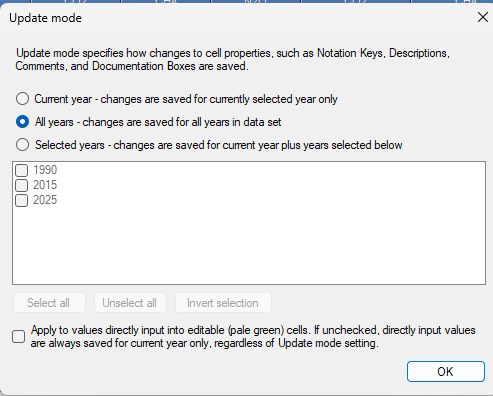 Update mode
Update mode specifies how changes to cell properties, such as Notation Keys, Descriptions,
Comments, and Documentation Boxes are saved.
Current year - changes are saved for currently selected year only
All years - changes are saved for all years in data set
Selected years - changes are saved for current year plus years selected below
1990
2015
2025
Select all
Unselect all
Invert selection
Apply to values directly input into editable (pale green) cells. If unchecked, directly input values
are always saved for current year only, regardless of Update mode setting.
OK